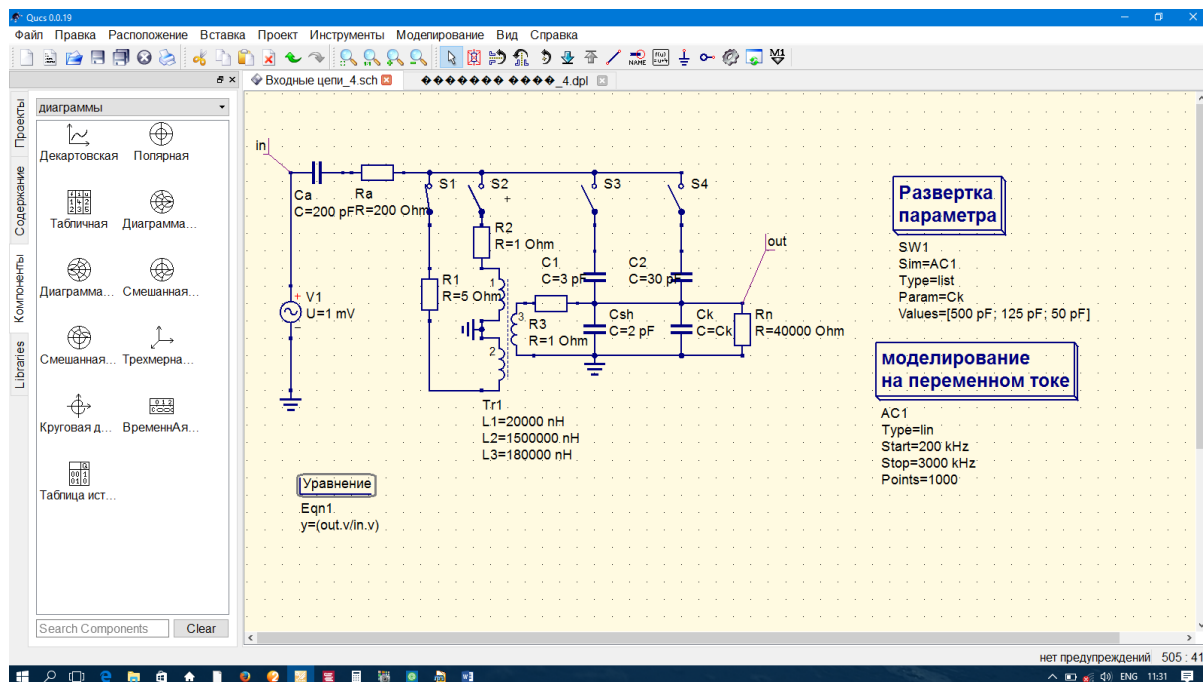 Qucs 0.0.19
Файл Правка Расположение Вставка Проект Инструменты Моделирование Вид Справка
NAME
Входные цепи_4.sch
������� ����_4.dpl
Проекты
Содержание
Компоненты
Libraries
диаграммы
Декартовская Полярная
Табличная Диаграмма...
Диаграмма... Смешанная...
Смешанная... Трехмерна...
Круговая д... ВременнАя...
Таблица ист...
Search Components Clear
in
Ca
C=200 pF
Ra
R=200 Ohm
S1
S2
S3
S4
+
R2
R=1 Ohm
C1
C=3 pF
C2
C=30 pF
out
R1
R=5 Ohm
1
+ V1
U=1 mV
−
3
R3
R=1 Ohm
Csh
C=2 pF
Ck
C=Ck
Rn
R=40000 Ohm
2
Tr1
L1=20000 nH
L2=1500000 nH
L3=180000 nH
Уравнение
Eqn1
y=(out.v/in.v)
Развертка
параметра
SW1
Sim=AC1
Type=list
Param=Ck
Values=[500 pF; 125 pF; 50 pF]
моделирование
на переменном токе
AC1
Type=lin
Start=200 kHz
Stop=3000 kHz
Points=1000
нет предупреждений 505 : 41
ENG 11:31